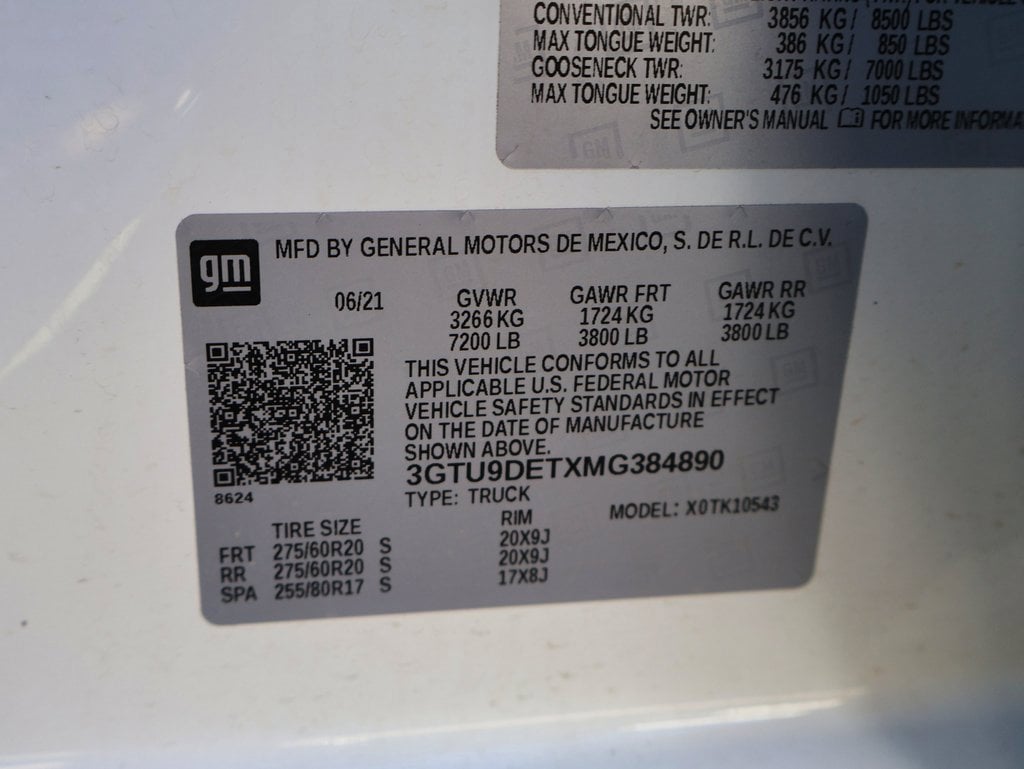 CONVENTIONAL TWR: 3856 KG/ 8500 LBS
MAX TONGUE WEIGHT: 386 KG/ 850 LBS
GOOSENECK TWR: 3175 KG/ 7000 LBS
MAX TONGUE WEIGHT: 476 KG/ 1050 LBS
SEE OWNER'S MANUAL FOR MORE
gm
MFD BY GENERAL MOTORS DE MEXICO, S. DE R.L. DE C.V.
06/21 GVWR GAWR FRT GAWR RR
3266 KG 1724 KG 1724 KG
7200 LB 3800 LB 3800 LB
THIS VEHICLE CONFORMS TO ALL
APPLICABLE U.S. FEDERAL MOTOR
VEHICLE SAFETY STANDARDS IN EFFECT
ON THE DATE OF MANUFACTURE
SHOWN ABOVE.
3GTU9DETXMG384890
8624
TYPE: TRUCK MODEL: X0TK10543
TIRE SIZE RIM
FRT 275/60R20 S 20X9J
RR 275/60R20 S 20X9J
SPA 255/80R17 S 17X8J